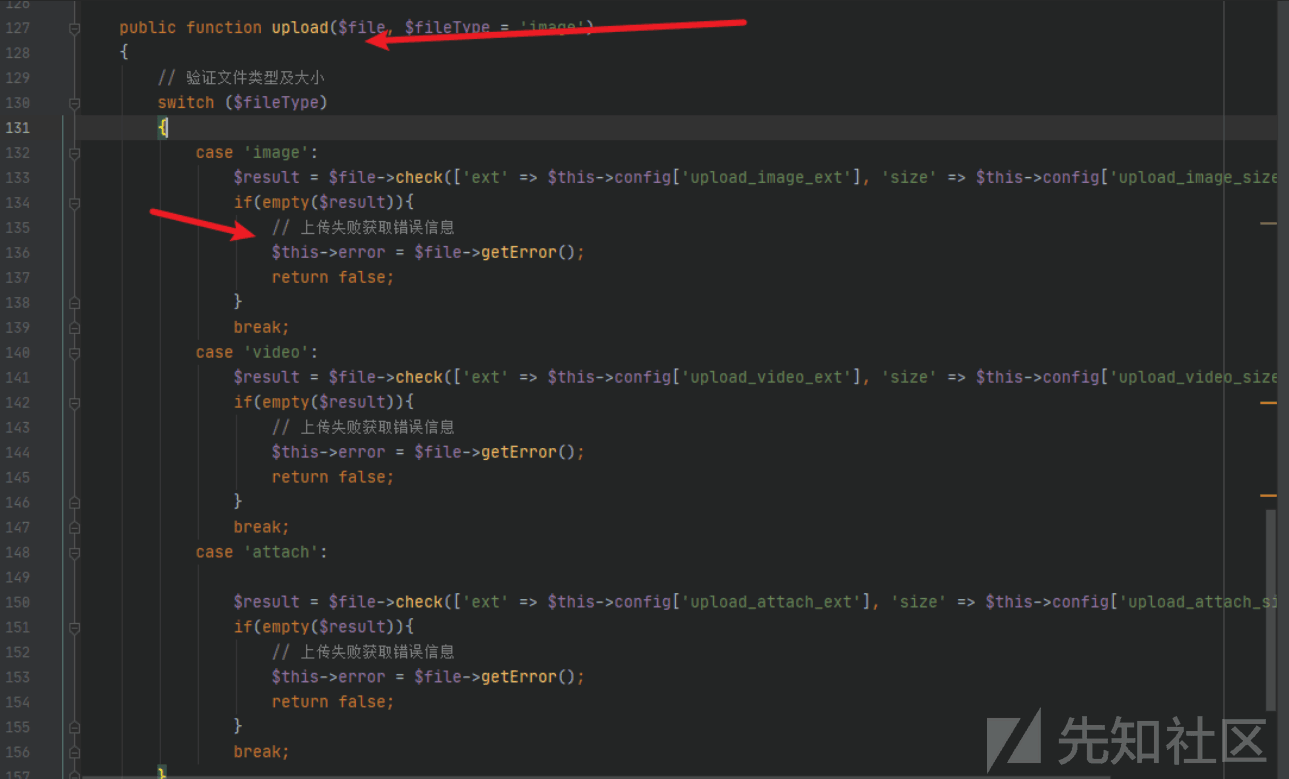 126
127 public function upload($file, $fileType = 'image')
128 {
129 // 验证文件类型及大小
130 switch ($fileType)
131 {
132 case 'image':
133 $result = $file->check(['ext' => $this->config['upload_image_ext'], 'size' => $this->config['upload_image_size
134 if(empty($result)){
135 // 上传失败获取错误信息
136 $this->error = $file->getError();
137 return false;
138 }
139 break;
140 case 'video':
141 $result = $file->check(['ext' => $this->config['upload_video_ext'], 'size' => $this->config['upload_video_size
142 if(empty($result)){
143 // 上传失败获取错误信息
144 $this->error = $file->getError();
145 return false;
146 }
147 break;
148 case 'attach':
149
150 $result = $file->check(['ext' => $this->config['upload_attach_ext'], 'size' => $this->config['upload_attach_si
151 if(empty($result)){
152 // 上传失败获取错误信息
153 $this->error = $file->getError();
154 return false;
155 }
156 break;
157 }
先知社区